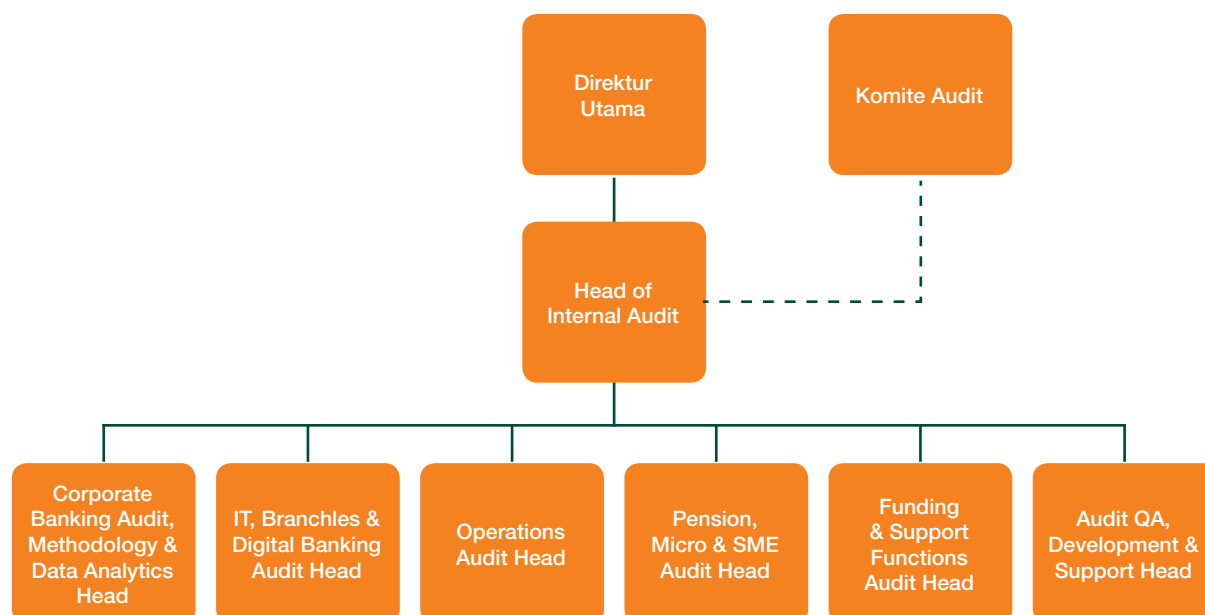 Direktur
Utama
Komite Audit
Head of
Internal Audit
Corporate
Banking Audit,
Methodology &
Data Analytics
Head
IT, Branchles &
Digital Banking
Audit Head
Operations
Audit Head
Pension,
Micro & SME
Audit Head
Funding
& Support
Functions
Audit Head
Audit QA,
Development &
Support Head